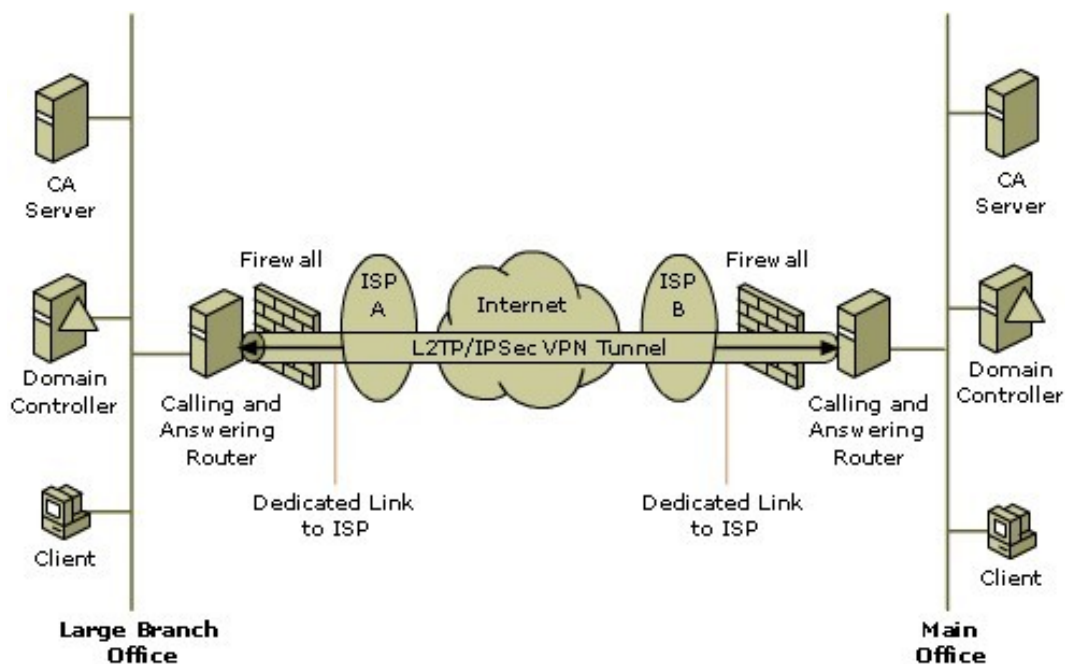 CA
Server
Domain
Controller
Client
Large Branch
Office
Calling and
Answering
Router
Firewall
ISP
A
Dedicated Link
to ISP
Internet
L2TP/IPSec VPN Tunnel
ISP
B
Firewall
Dedicated Link
to ISP
Calling and
Answering
Router
CA
Server
Domain
Controller
Client
Main
Office